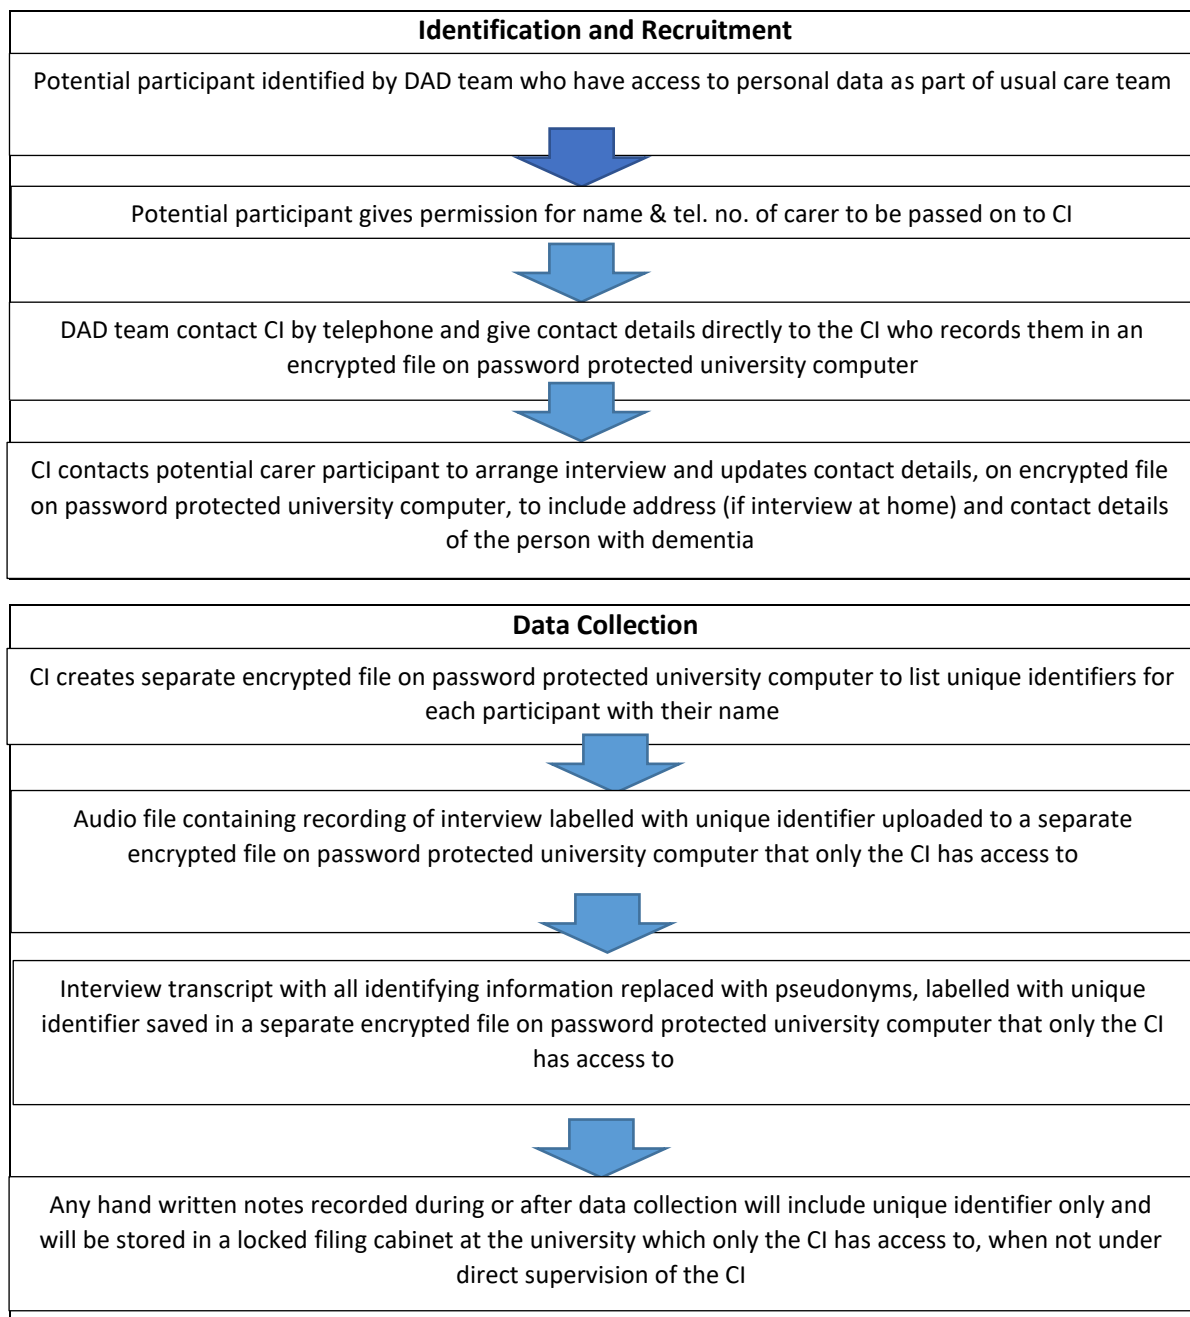 Identification and Recruitment
Potential participant identified by DAD team who have access to personal data as part of usual care team
Potential participant gives permission for name & tel. no. of carer to be passed on to CI
DAD team contact CI by telephone and give contact details directly to the CI who records them in an
encrypted file on password protected university computer
CI contacts potential carer participant to arrange interview and updates contact details, on encrypted file
on password protected university computer, to include address (if interview at home) and contact details
of the person with dementia
Data Collection
CI creates separate encrypted file on password protected university computer to list unique identifiers for
each participant with their name
Audio file containing recording of interview labelled with unique identifier uploaded to a separate
encrypted file on password protected university computer that only the CI has access to
Interview transcript with all identifying information replaced with pseudonyms, labelled with unique
identifier saved in a separate encrypted file on password protected university computer that only the CI
has access to
Any hand written notes recorded during or after data collection will include unique identifier only and
will be stored in a locked filing cabinet at the university which only the CI has access to, when not under
direct supervision of the CI